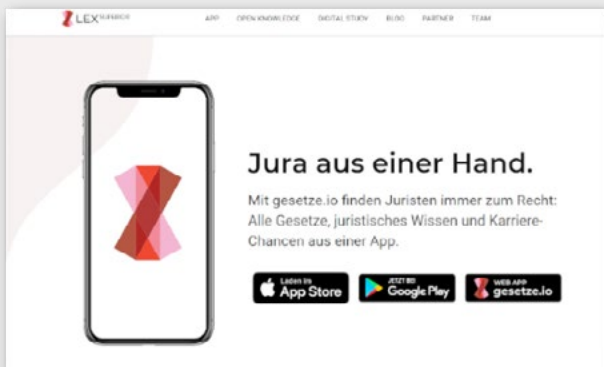 LEX SUPERIOR
APP OPEN KNOWLEDGE DIGITAL STUDY BLOG PARTNER TEAM
Jura aus einer Hand.
Mit gesetze.io finden Juristen immer zum Recht:
Alle Gesetze, juristisches Wissen und Karriere-
Chancen aus einer App.
Laden im
App Store
JETZT BEI
Google Play
WEB APP
gesetze.io